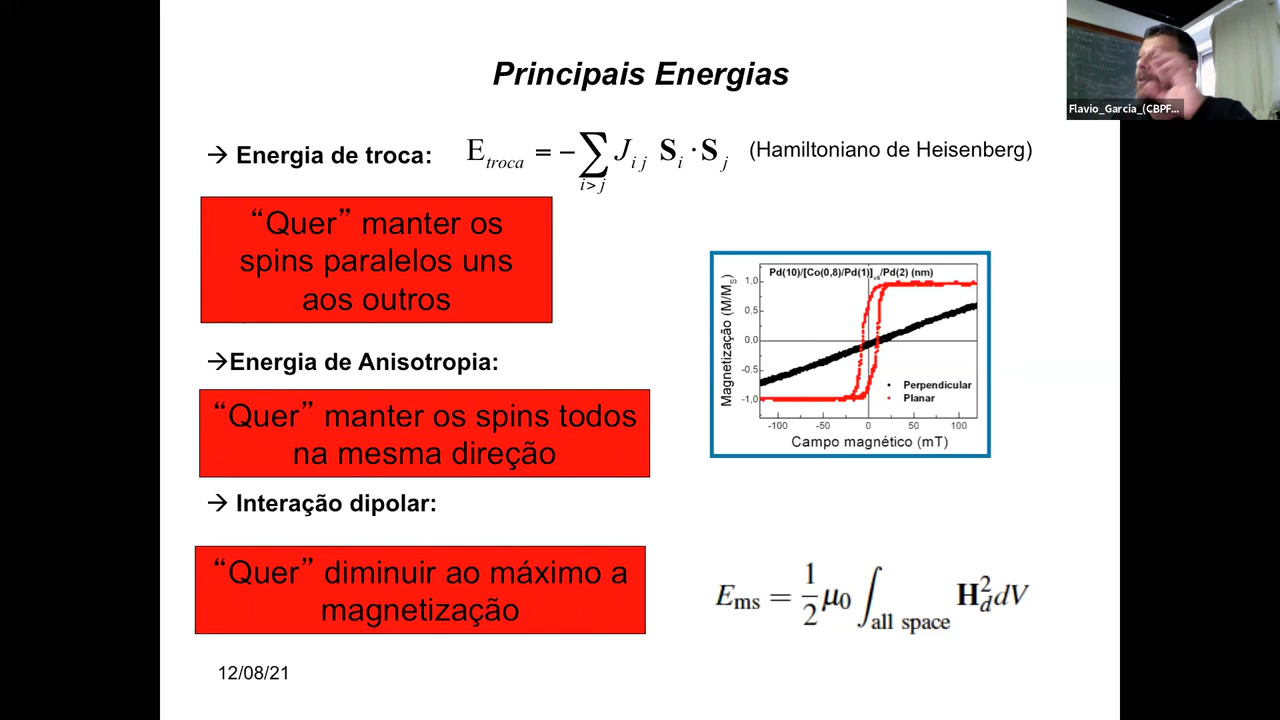 Principais Energias
Flavio_Garcia_(CBPF...
→ Energia de troca: E_troca = −∑_{i>j} J_{i j} S_i · S_j (Hamiltoniano de Heisenberg)
“Quer” manter os
spins paralelos uns
aos outros
→Energia de Anisotropia:
“Quer” manter os spins todos
na mesma direção
→ Interação dipolar:
“Quer” diminuir ao máximo a
magnetização
Pd(10)/[Co(0,8)/Pd(1)]/Pd(2) (nm)
Magnetização (M/M_S)
1,0
0,5
0,0
-0,5
-1,0
Perpendicular
Planar
-100 -50 0 50 100
Campo magnético (mT)
E_ms = 1/2 μ_0 ∫_{all space} H_d^2 dV
12/08/21